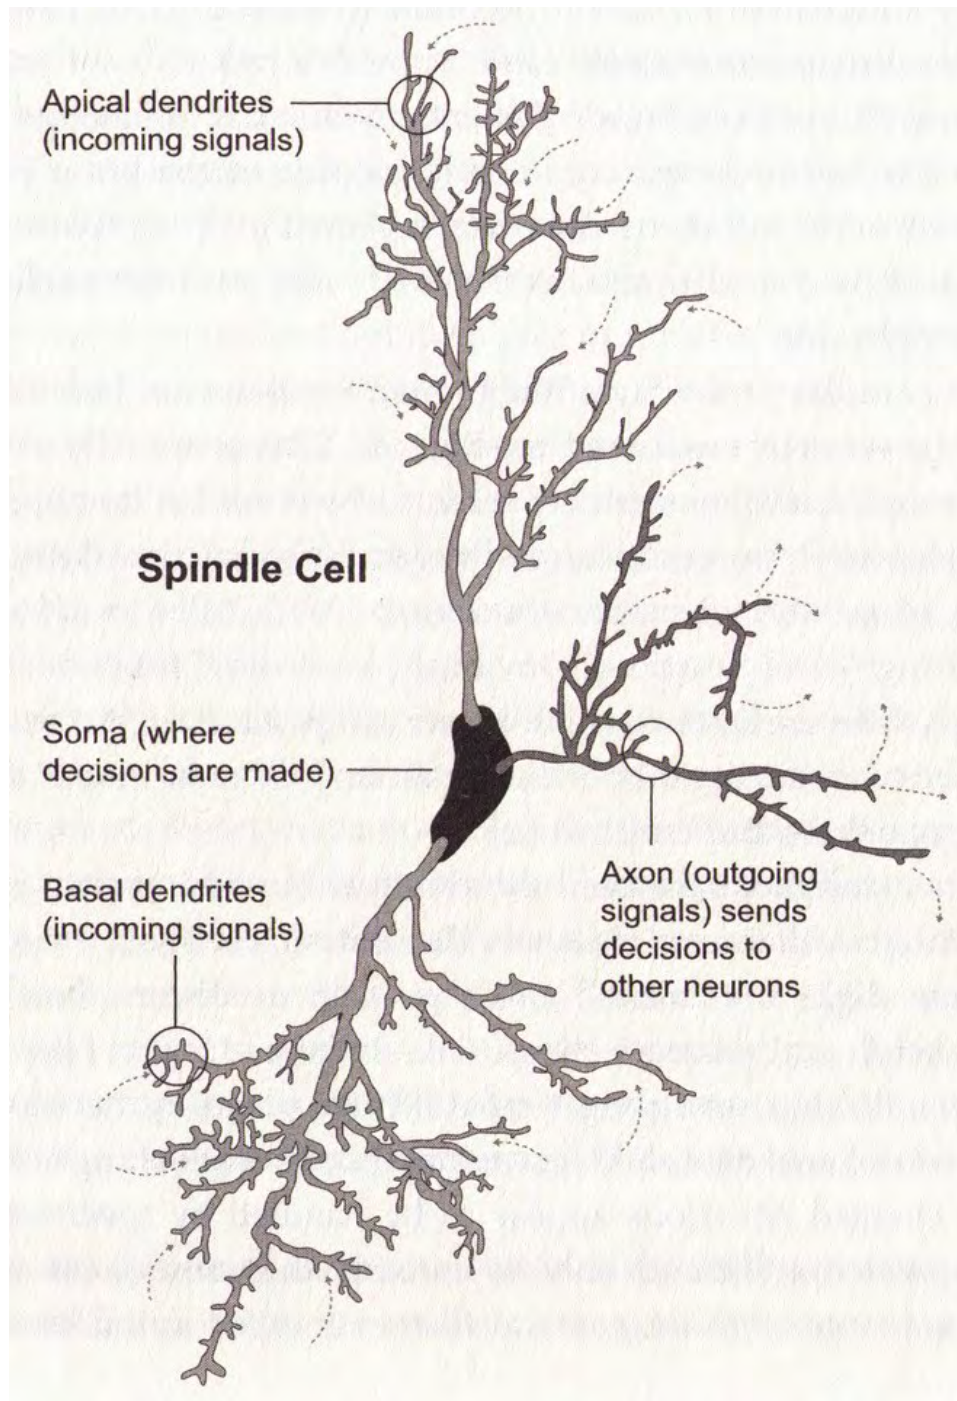 Apical dendrites
(incoming signals)
Spindle Cell
Soma (where
decisions are made)
Basal dendrites
(incoming signals)
Axon (outgoing
signals) sends
decisions to
other neurons